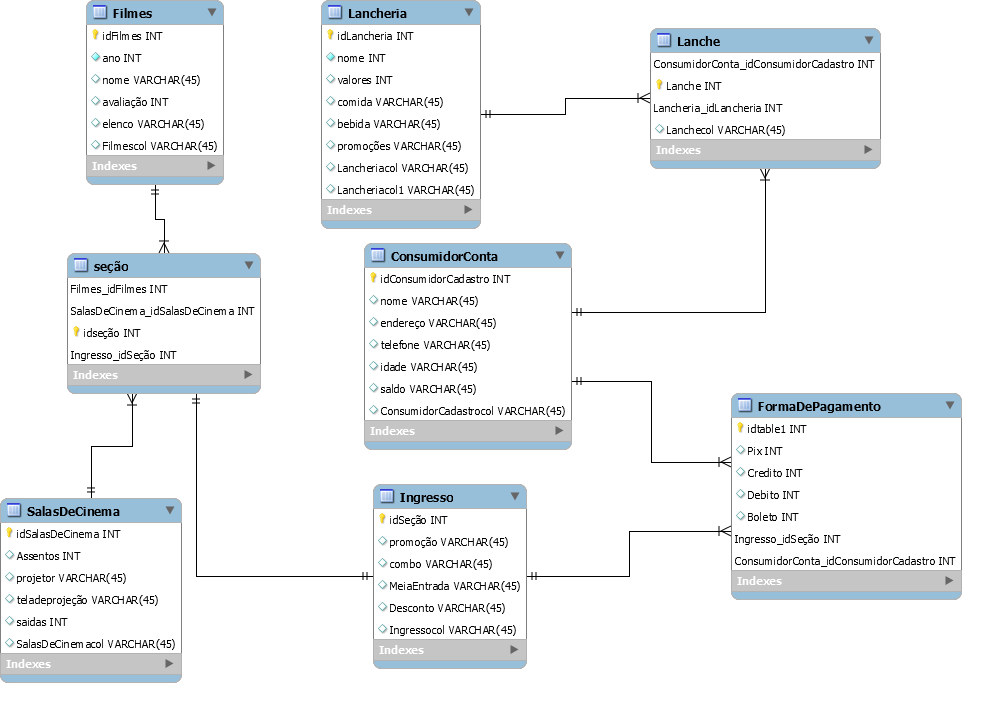 Filmes
idFilmes INT
ano INT
nome VARCHAR(45)
avaliação INT
elenco VARCHAR(45)
Filmescol VARCHAR(45)
Indexes
Lancheria
idLancheria INT
nome INT
valores INT
comida VARCHAR(45)
bebida VARCHAR(45)
promoções VARCHAR(45)
Lancheriacol VARCHAR(45)
Lancheriacol1 VARCHAR(45)
Indexes
Lanche
ConsumidorConta_idConsumidorCadastro INT
Lanche INT
Lancheria_idLancheria INT
Lanchecol VARCHAR(45)
Indexes
seção
Filmes_idFilmes INT
SalasDeCinema_idSalasDeCinema INT
idseção INT
Ingresso_idSeção INT
Indexes
ConsumidorConta
idConsumidorCadastro INT
nome VARCHAR(45)
endereço VARCHAR(45)
telefone VARCHAR(45)
idade VARCHAR(45)
saldo VARCHAR(45)
ConsumidorCadastrocol VARCHAR(45)
Indexes
FormaDePagamento
idtable1 INT
Pix INT
Credito INT
Debito INT
Boleto INT
Ingresso_idSeção INT
ConsumidorConta_idConsumidorCadastro INT
Indexes
SalasDeCinema
idSalasDeCinema INT
Assentos INT
projetor VARCHAR(45)
teladeprojeção VARCHAR(45)
saidas INT
SalasDeCinemacol VARCHAR(45)
Indexes
Ingresso
idSeção INT
promoção VARCHAR(45)
combo VARCHAR(45)
MeiaEntrada VARCHAR(45)
Desconto VARCHAR(45)
Ingressocol VARCHAR(45)
Indexes